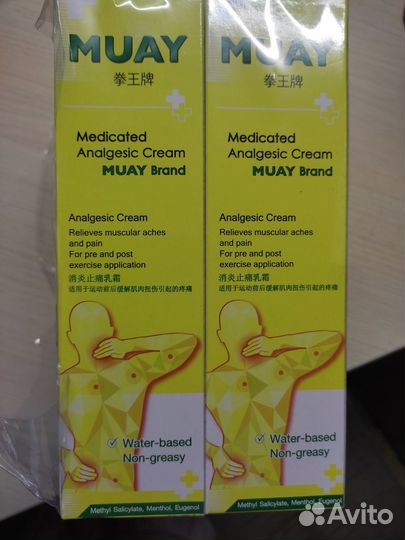 MUAY
拳王牌
Medicated
Analgesic Cream
MUAY Brand
Analgesic Cream
Relieves muscular aches
and pain
For pre and post
exercise application
消炎止痛乳霜
适用于运动前后缓解肌肉扭伤引起的疼痛
Water-based
Non-greasy
Methyl Salicylate, Menthol, Eugenol
MUAY
拳王牌
Medicated
Analgesic Cream
MUAY Brand
Analgesic Cream
Relieves muscular aches
and pain
For pre and post
exercise application
消炎止痛乳霜
适用于运动前后缓解肌肉扭伤引起的疼痛
Water-based
Non-greasy
Methyl Salicylate, Menthol, Eugenol
Avito